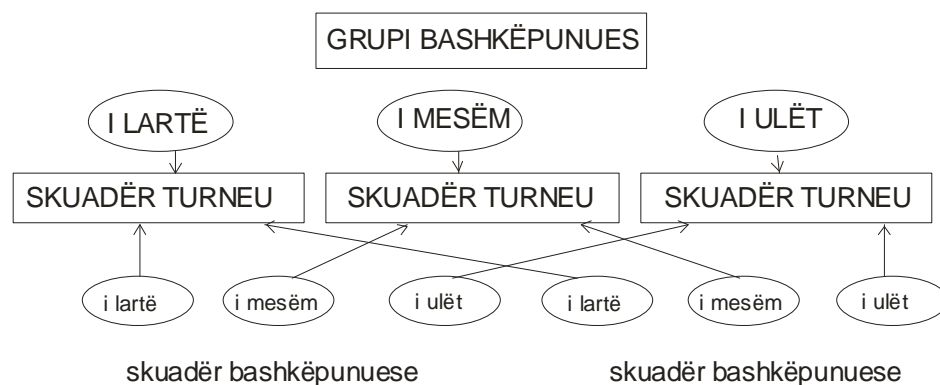 GRUPI BASHKËPUNUES
I LARTË I MESËM I ULËT
SKUADËR TURNEU SKUADËR TURNEU SKUADËR TURNEU
i lartë i mesëm i ulët i lartë i mesëm i ulët
skuadër bashkëpunuese skuadër bashkëpunuese